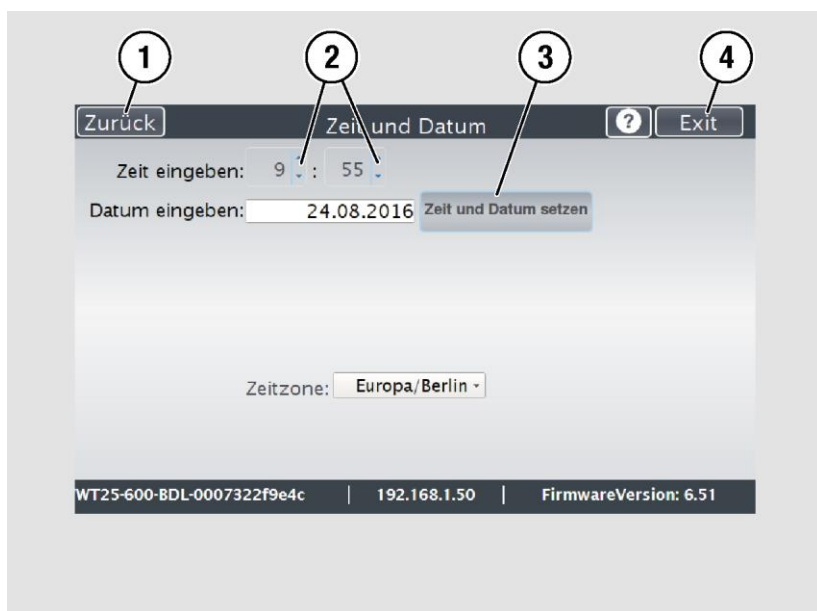 1 2 3 4
Zurück Zeit und Datum ? Exit
Zeit eingeben: 9 : 55
Datum eingeben: 24.08.2016 Zeit und Datum setzen
Zeitzone: Europa/Berlin
WT25-600-BDL-0007322f9e4c | 192.168.1.50 | FirmwareVersion: 6.51